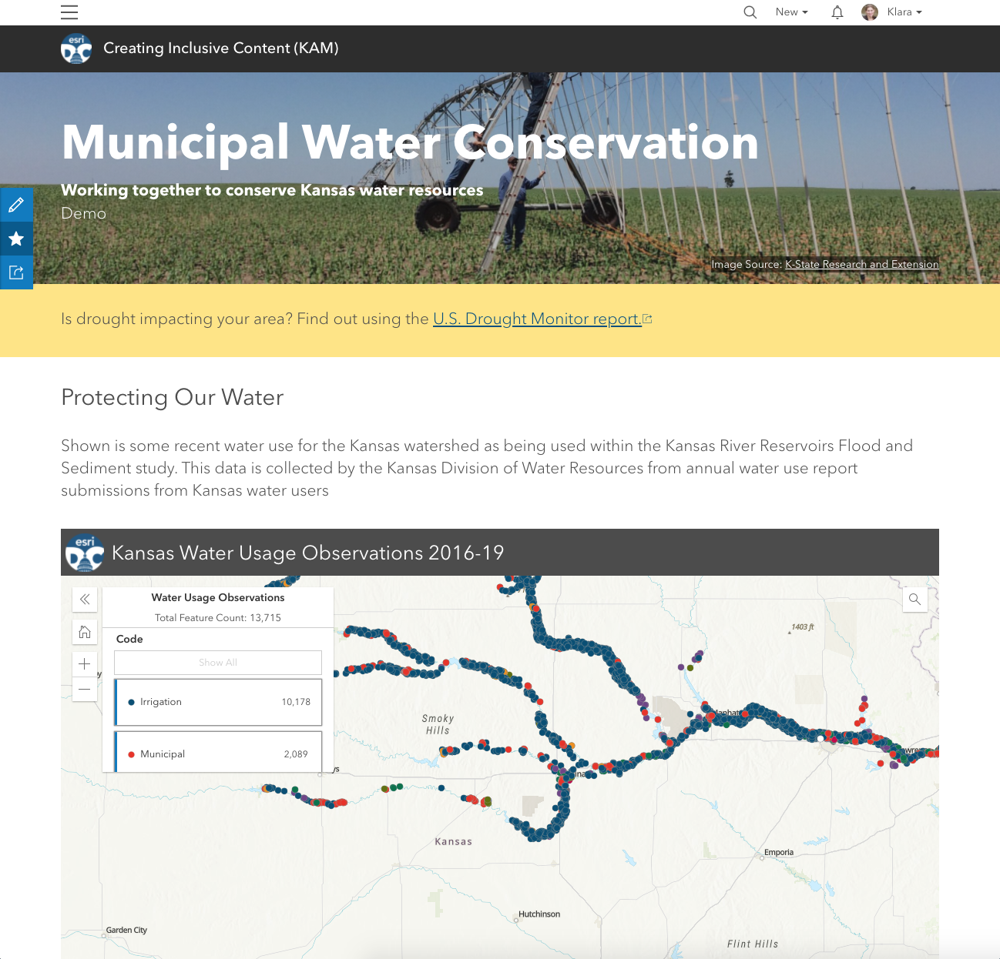 New
Klara
esri
DC
Creating Inclusive Content (KAM)
Municipal Water Conservation
Working together to conserve Kansas water resources
Demo
Image Source: K-State Research and Extension
Is drought impacting your area? Find out using the U.S. Drought Monitor report.
Protecting Our Water
Shown is some recent water use for the Kansas watershed as being used within the Kansas River Reservoirs Flood and
Sediment study. This data is collected by the Kansas Division of Water Resources from annual water use report
submissions from Kansas water users
esri
DC
Kansas Water Usage Observations 2016-19
Water Usage Observations
Total Feature Count: 13,715
Code
Show All
Irrigation 10,178
Municipal 2,089
1403 ft
Smoky
Hills
Kansas
Emporia
Hutchinson
Garden City
Flint Hills